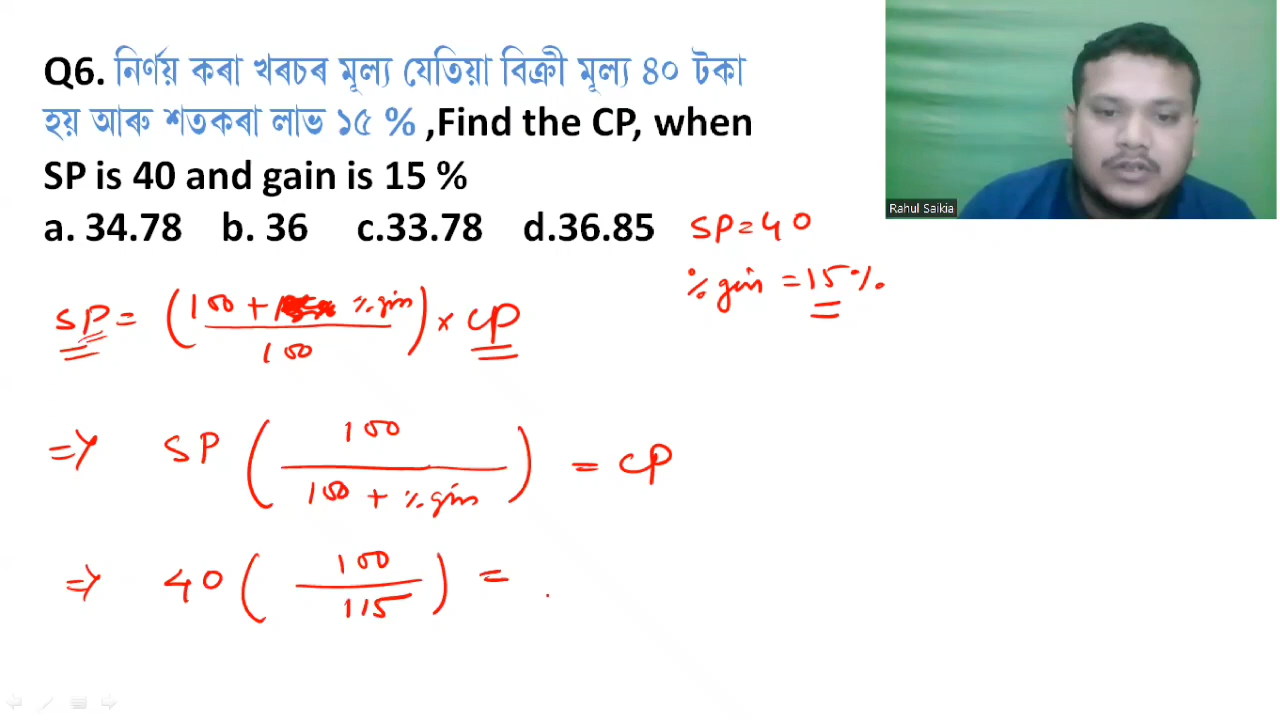 Q6. নিৰ্ণয় কৰা খৰচৰ মূল্য যেতিয়া বিক্ৰী মূল্য ৪০ টকা
হয় আৰু শতকৰা লাভ ১৫ % ,Find the CP, when
SP is 40 and gain is 15 %
a. 34.78 b. 36 c.33.78 d.36.85
Rahul Saikia
SP = 40
% gain = 15%
SP = (100 + % gain / 100) × CP
=> SP (100 / 100 + % gain) = CP
=> 40 (100 / 115) =